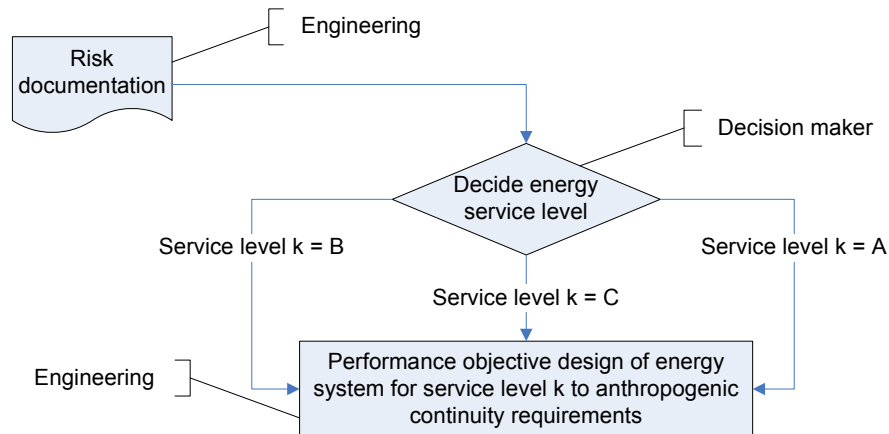 Engineering
Risk
documentation
Decision maker
Decide energy
service level
Service level k = B
Service level k = A
Service level k = C
Performance objective design of energy
system for service level k to anthropogenic
continuity requirements
Engineering